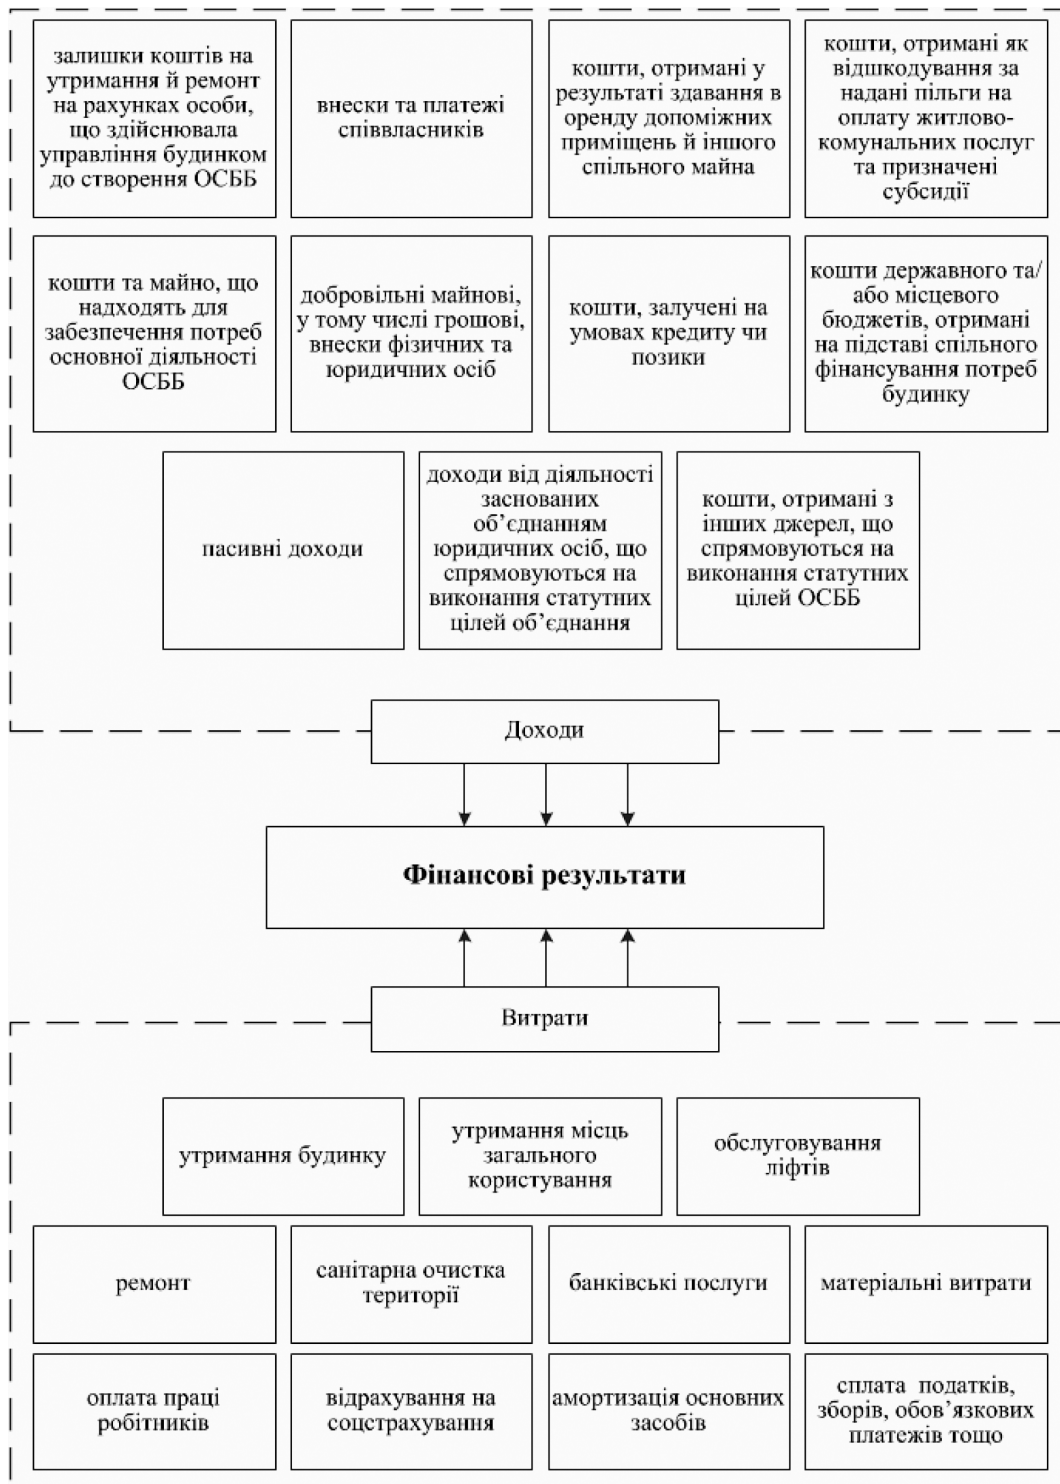 залишки коштів на
утримання й ремонт
на рахунках особи,
що здійснювала
управління будинком
до створення ОСББ
внески та платежі
співвласників
кошти, отримані у
результаті здавання в
оренду допоміжних
приміщень й іншого
спільного майна
кошти, отримані як
відшкодування за
надані пільги на
оплату житлово-
комунальних послуг
та призначені
субсидії
кошти та майно, що
надходять для
забезпечення потреб
основної діяльності
ОСББ
добровільні майнові,
у тому числі грошові,
внески фізичних та
юридичних осіб
кошти, залучені на
умовах кредиту чи
позики
кошти державного та/
або місцевого
бюджетів, отримані
на підставі спільного
фінансування потреб
будинку
пасивні доходи
доходи від діяльності
заснованих
об’єднанням
юридичних осіб, що
спрямовуються на
виконання статутних
цілей об’єднання
кошти, отримані з
інших джерел, що
спрямовуються на
виконання статутних
цілей ОСББ
Доходи
Фінансові результати
Витрати
утримання будинку
утримання місць
загального
користування
обслуговування
ліфтів
ремонт
санітарна очистка
території
банківські послуги
матеріальні витрати
оплата праці
робітників
відрахування на
соцстрахування
амортизація основних
засобів
сплата податків,
зборів, обов’язкових
платежів тощо